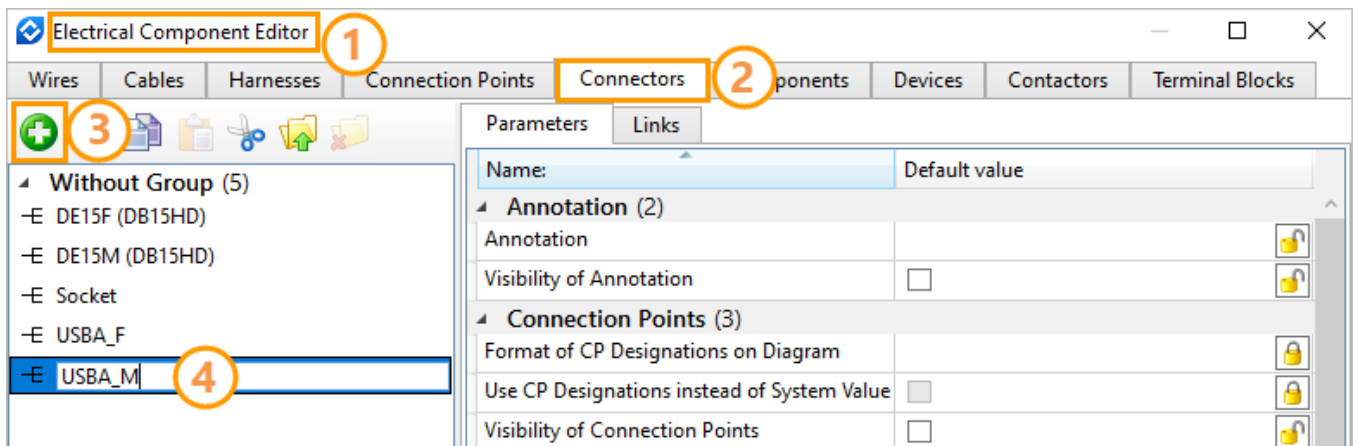 Electrical Component Editor
1
Wires Cables Harnesses Connection Points Connectors 2 ponents Devices Contactors Terminal Blocks
3
Parameters Links
Name: Default value
Without Group (5)
DE15F (DB15HD)
DE15M (DB15HD)
Socket
USBA_F
USBA_M 4
Annotation (2)
Annotation
Visibility of Annotation
Connection Points (3)
Format of CP Designations on Diagram
Use CP Designations instead of System Value
Visibility of Connection Points